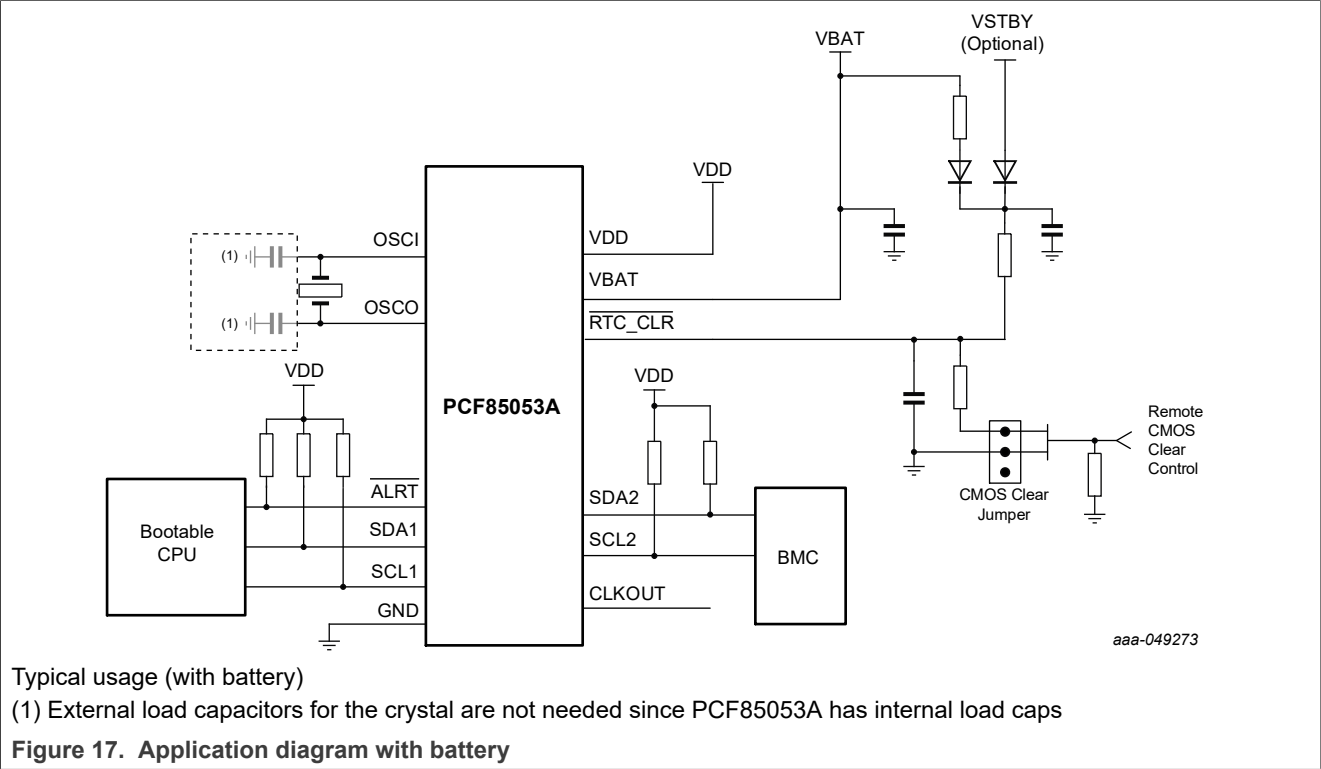 VSTBY
(Optional)
VBAT
VDD
OSCI
VDD
(1)
VBAT
OSCO
RTC_CLR
(1)
VDD
VDD
PCF85053A
Remote
CMOS
Clear
Control
ALRT
SDA2
CMOS Clear
Jumper
Bootable
CPU
SDA1
SCL2
BMC
SCL1
CLKOUT
GND
aaa-049273
Typical usage (with battery)
(1) External load capacitors for the crystal are not needed since PCF85053A has internal load caps
Figure 17. Application diagram with battery